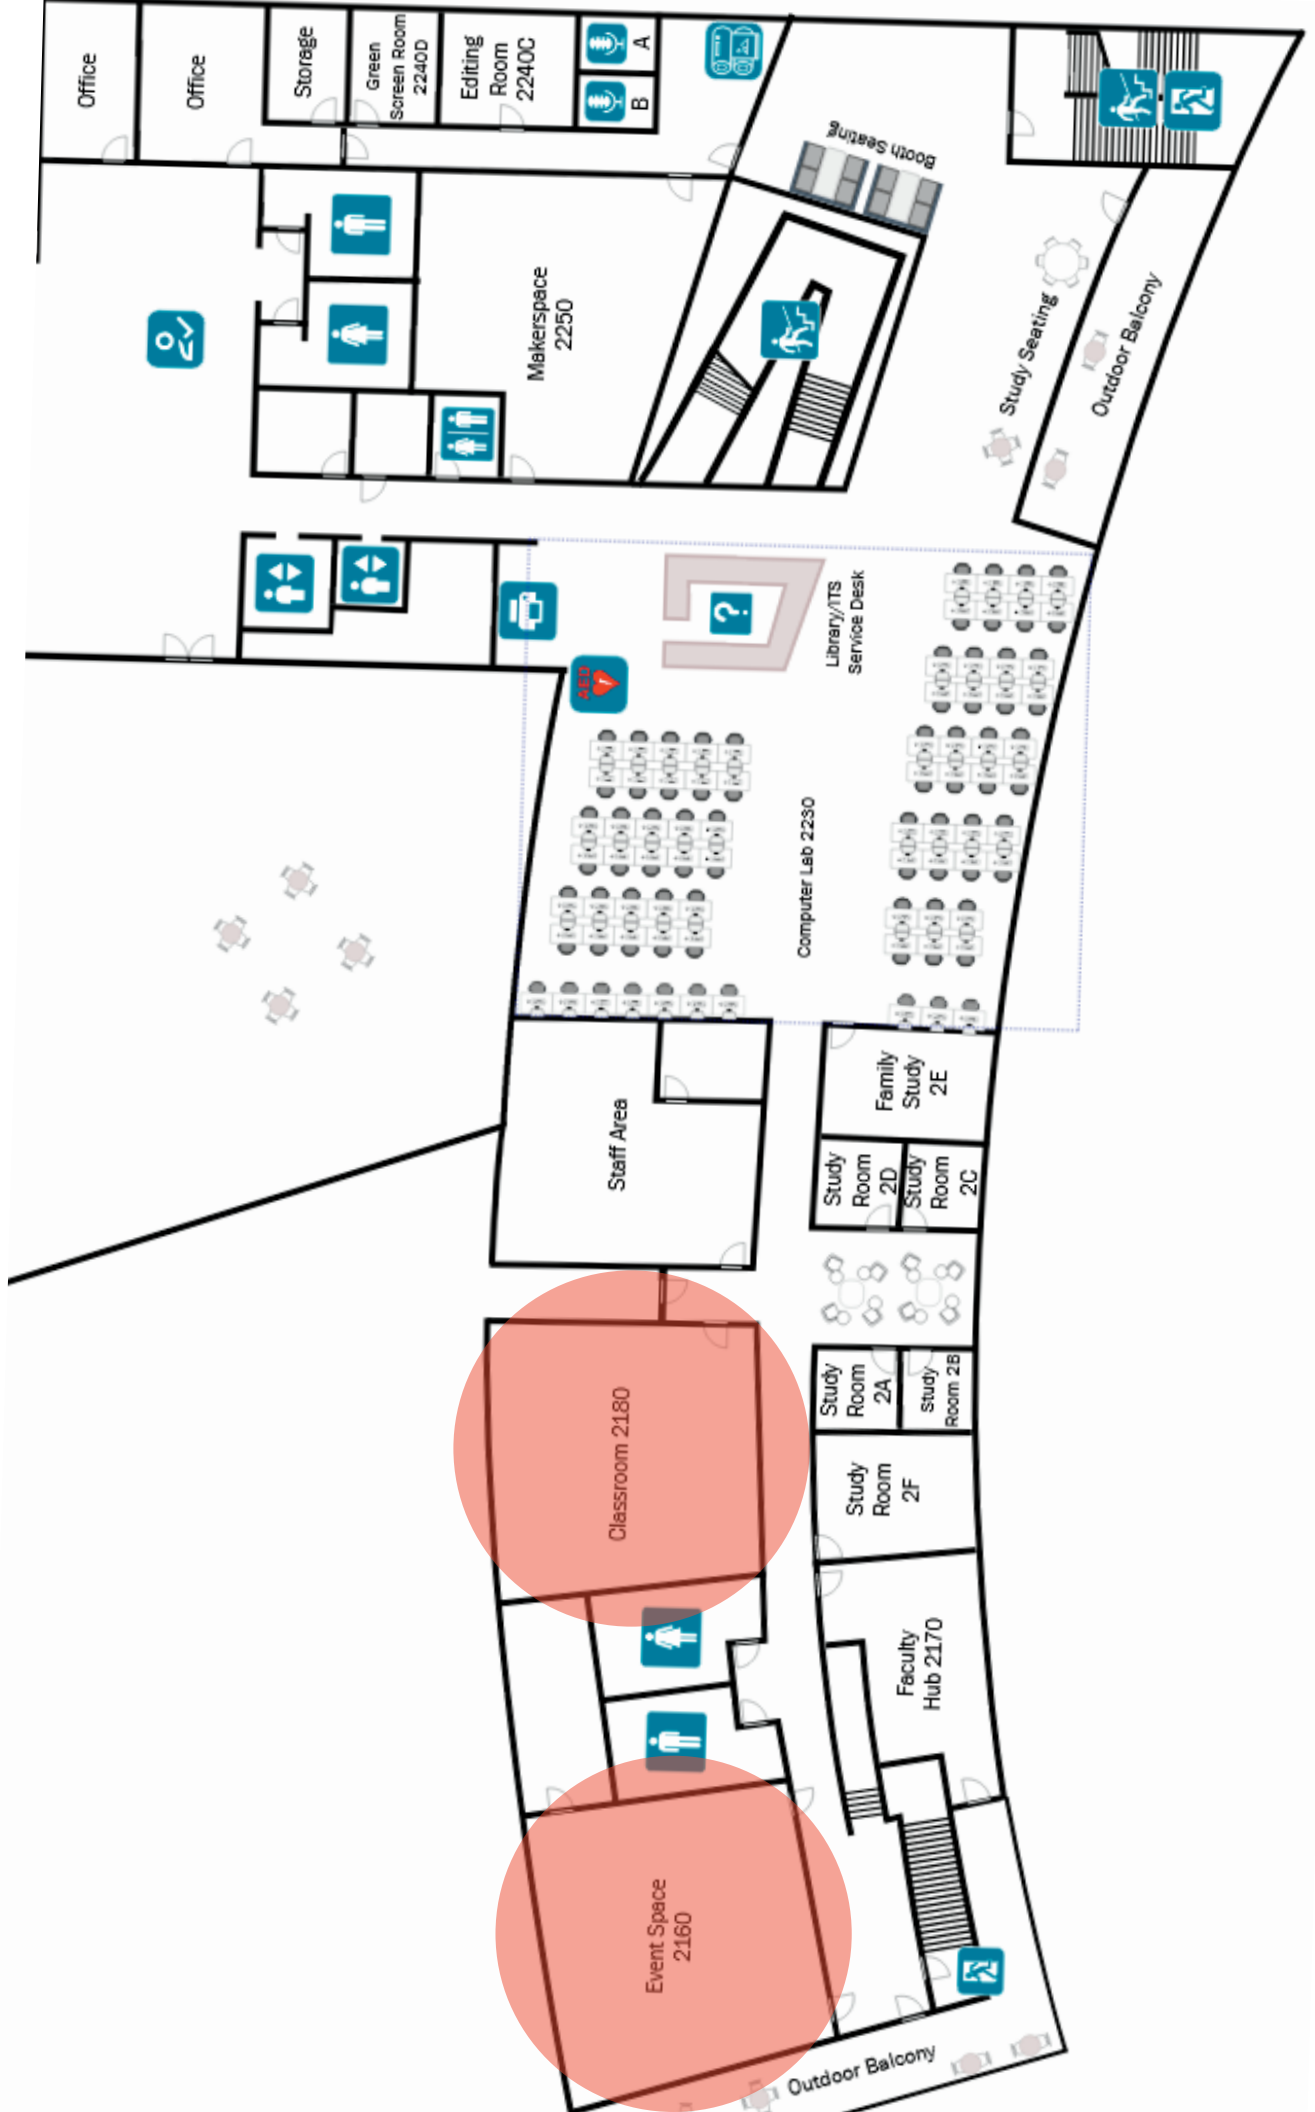 Office
Office
Storage
Green
Screen Room
2240D
Editing
Room
2240C
A
B
Booth Seating
Makerspace
2250
Study Seating
Outdoor Balcony
?
Library/ITS
Service Desk
AED
Computer Lab 2230
Staff Area
Family
Study
2E
Study
Room
2D
Study
Room
2C
Study
Room
2A
Study
Room 2B
Classroom 2180
Study
Room
2F
Faculty
Hub 2170
Event Space
2160
Outdoor Balcony